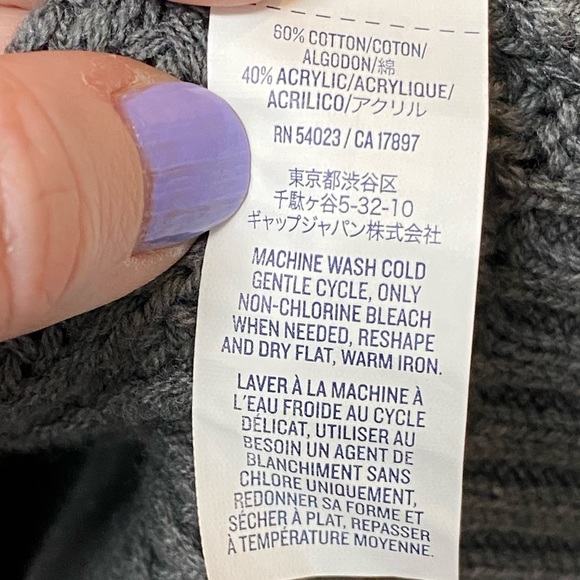 60% COTTON/COTON/
ALGODON/綿
40% ACRYLIC/ACRYLIQUE/
ACRILICO/アクリル
RN 54023 / CA 17897
東京都渋谷区
千駄ヶ谷5-32-10
ギャップジャパン株式会社
MACHINE WASH COLD
GENTLE CYCLE, ONLY
NON-CHLORINE BLEACH
WHEN NEEDED, RESHAPE
AND DRY FLAT, WARM IRON.
LAVER À LA MACHINE À
L'EAU FROIDE AU CYCLE
DÉLICAT, UTILISER AU
BESOIN UN AGENT DE
BLANCHIMENT SANS
CHLORE UNIQUEMENT,
REDONNER SA FORME ET
SÉCHER À PLAT, REPASSER
À TEMPÉRATURE MOYENNE.